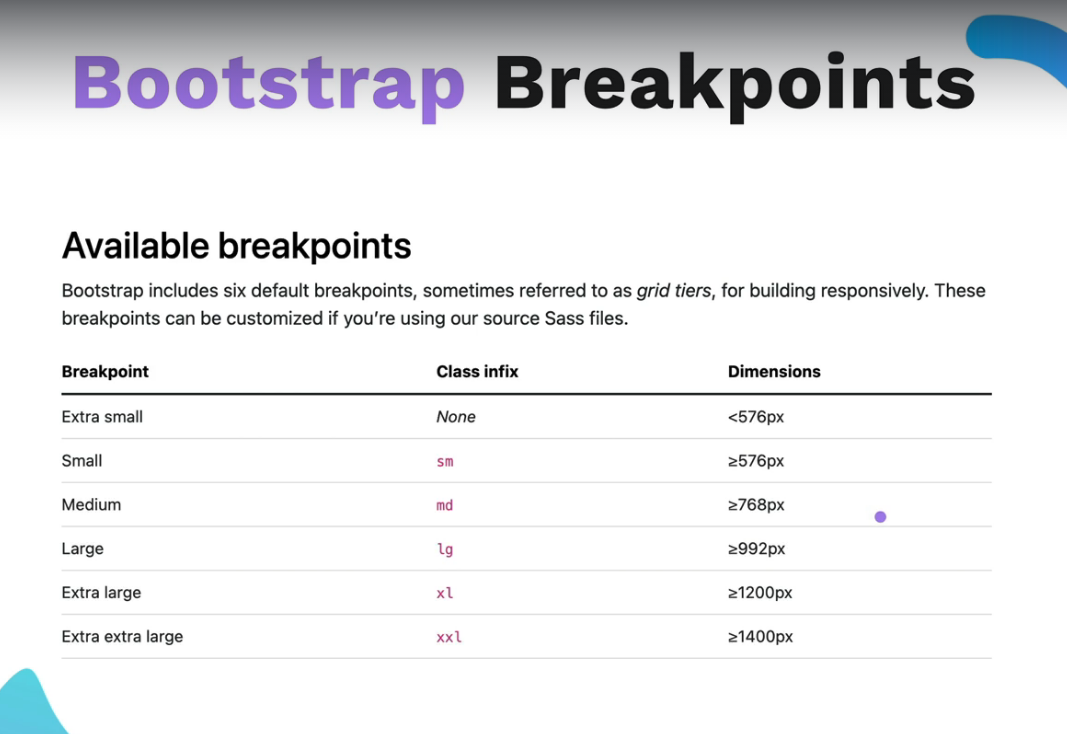 Bootstrap Breakpoints
Available breakpoints
Bootstrap includes six default breakpoints, sometimes referred to as grid tiers, for building responsively. These
breakpoints can be customized if you’re using our source Sass files.
Breakpoint Class infix Dimensions
Extra small None <576px
Small sm ≥576px
Medium md ≥768px
Large lg ≥992px
Extra large xl ≥1200px
Extra extra large xxl ≥1400px